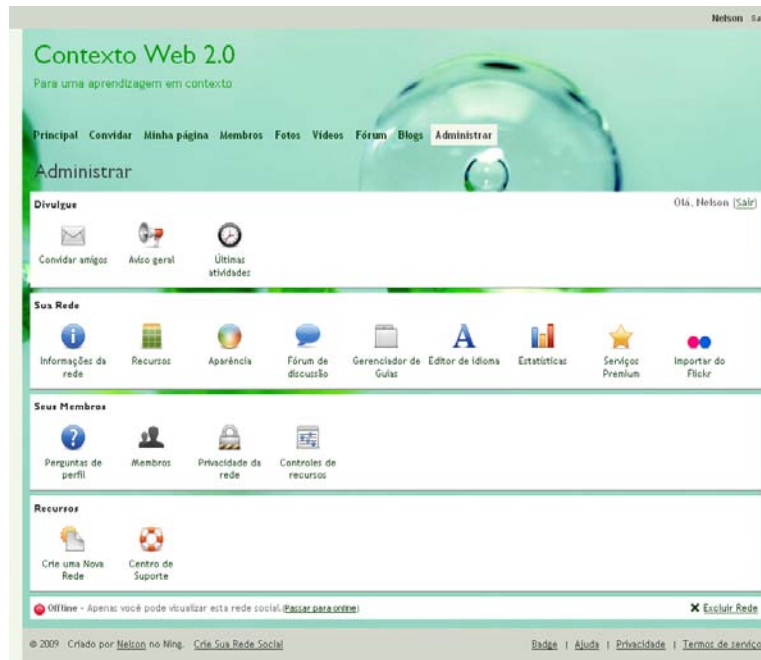 Nelson Sa
Contexto Web 2.0
Para uma aprendizagem em contexto
Principal Convidar Minha página Membros Fotos Vídeos Fórum Blogs Administrar
Administrar
Divulgue
Olá, Nelson (Sair)
Convidar amigos Aviso geral Últimas
atividades
Sua Rede
Informações da Recursos Aparência Fórum de Gerenciador de Editor de idioma Estatísticas Serviços Importar do
rede discussão Guias Premium Flickr
Seus Membros
Perguntas de Membros Privacidade da Controles de
perfil rede recursos
Recursos
Crie uma Nova Centro de
Rede Suporte
Offline - Apenas você pode visualizar esta rede social.(Passar para online) Excluir Rede
© 2009 Criado por Nelson no Ning. Crie Sua Rede Social Badge | Ajuda | Privacidade | Termos de serviço